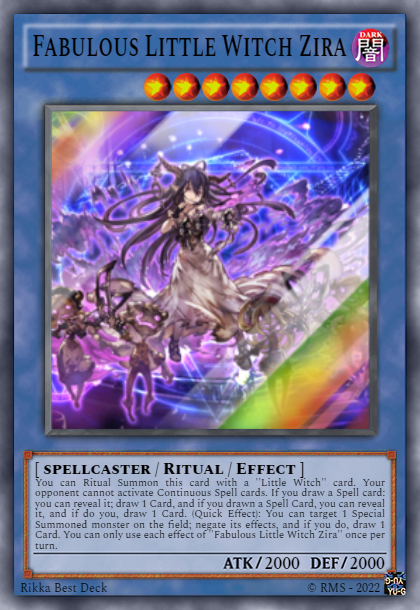 Fabulous Little Witch Zira
DARK
闇
[ Spellcaster / Ritual / Effect ]
You can Ritual Summon this card with a "Little Witch" card. Your
opponent cannot activate Continuous Spell cards. If you draw a Spell card:
you can reveal it; draw 1 Card, and if you drawn a Spell Card, you can reveal
it, and if do you, draw 1 Card. (Quick Effect): You can target 1 Special
Summoned monster on the field; negate its effects, and if you do, draw 1
Card. You can only use each effect of "Fabulous Little Witch Zira" once per
turn.
ATK/2000 DEF/2000
Rikka Best Deck © RMS - 2022
YU-G